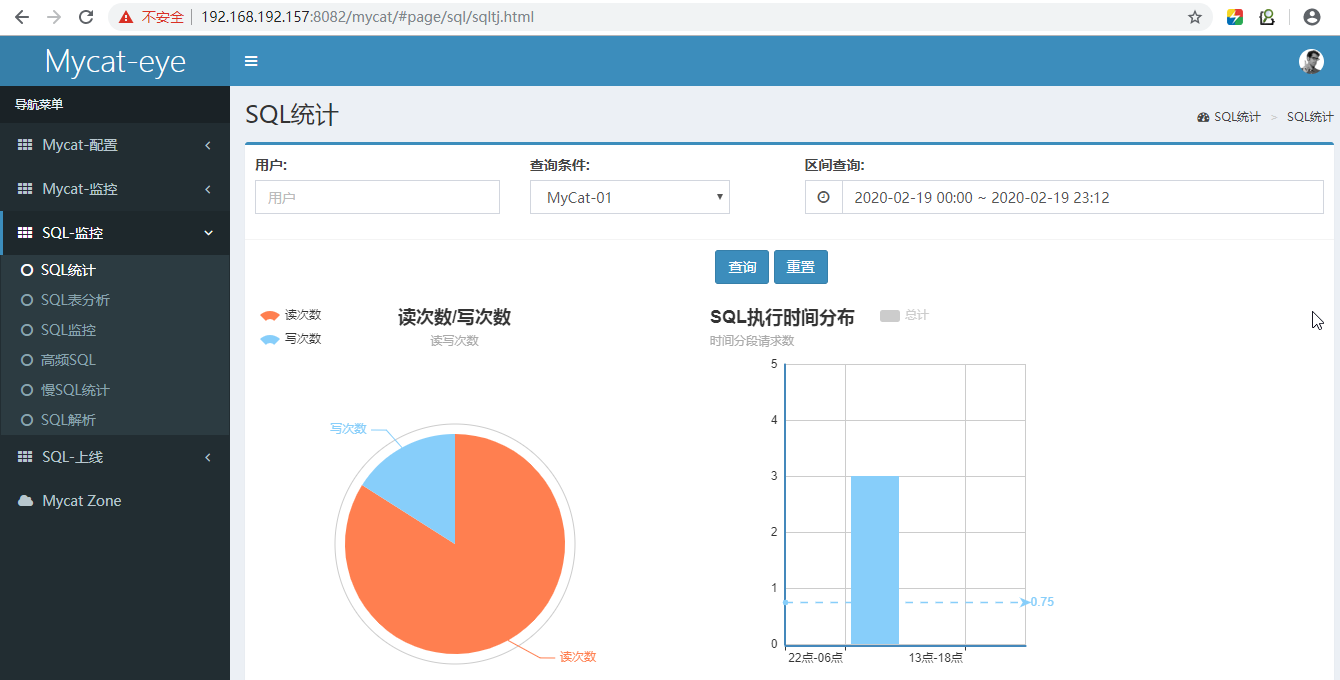 不安全 192.168.192.157:8082/mycat/#page/sql/sqltj.html
Mycat-eye
导航菜单
Mycat-配置
Mycat-监控
SQL-监控
SQL统计
SQL表分析
SQL监控
高频SQL
慢SQL统计
SQL解析
SQL-上线
Mycat Zone
SQL统计
SQL统计 > SQL统计
用户: 查询条件: 区间查询:
用户 MyCat-01 2020-02-19 00:00 ~ 2020-02-19 23:12
查询 重置
读次数
写次数
读次数/写次数
读写次数
写次数
读次数
SQL执行时间分布 总计
时间分段请求数
5
4
3
2
1
0.75
0
22点-06点 13点-18点